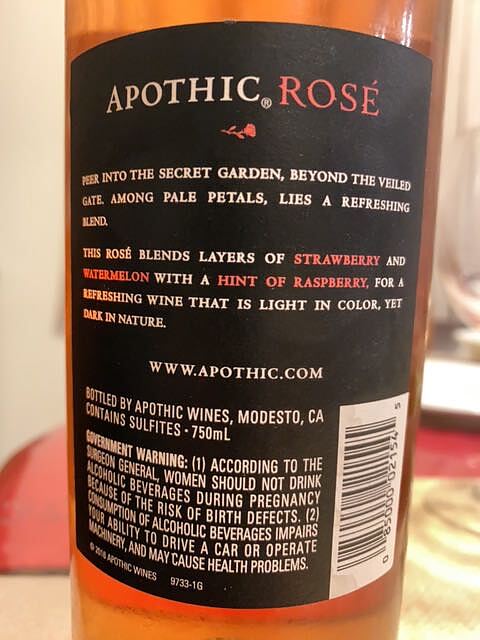 APOTHIC® ROSÉ
PEER INTO THE SECRET GARDEN, BEYOND THE VEILED
GATE. AMONG PALE PETALS, LIES A REFRESHING
BLEND.
THIS ROSÉ BLENDS LAYERS OF STRAWBERRY AND
WATERMELON WITH A HINT OF RASPBERRY, FOR A
REFRESHING WINE THAT IS LIGHT IN COLOR, YET
DARK IN NATURE.
WWW.APOTHIC.COM
BOTTLED BY APOTHIC WINES, MODESTO, CA
CONTAINS SULFITES • 750mL
GOVERNMENT WARNING: (1) ACCORDING TO THE
SURGEON GENERAL, WOMEN SHOULD NOT DRINK
ALCOHOLIC BEVERAGES DURING PREGNANCY
BECAUSE OF THE RISK OF BIRTH DEFECTS. (2)
CONSUMPTION OF ALCOHOLIC BEVERAGES IMPAIRS
YOUR ABILITY TO DRIVE A CAR OR OPERATE
MACHINERY, AND MAY CAUSE HEALTH PROBLEMS.
© 2016 APOTHIC WINES 9733-1G
0 85000 02154 5